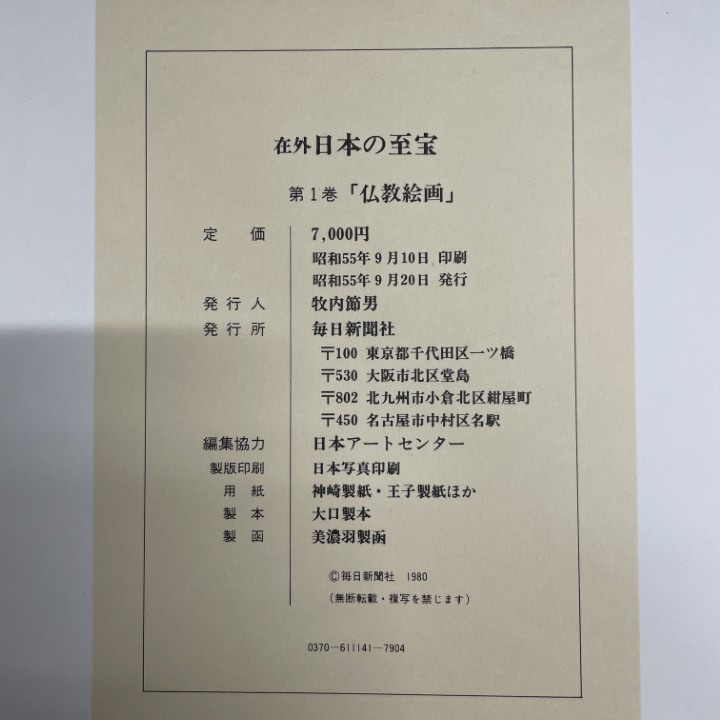 在外日本の至宝
第1巻「仏教絵画」
定 価 7,000円
昭和55年9月10日 印刷
昭和55年9月20日 発行
発行人 牧内節男
発行所 毎日新聞社
〒100 東京都千代田区一ツ橋
〒530 大阪市北区堂島
〒802 北九州市小倉北区紺屋町
〒450 名古屋市中村区名駅
編集協力 日本アートセンター
製版印刷 日本写真印刷
用 紙 神崎製紙・王子製紙ほか
製 本 大口製本
製 函 美濃羽製函
©毎日新聞社 1980
（無断転載・複写を禁じます）
0370—611141—7904